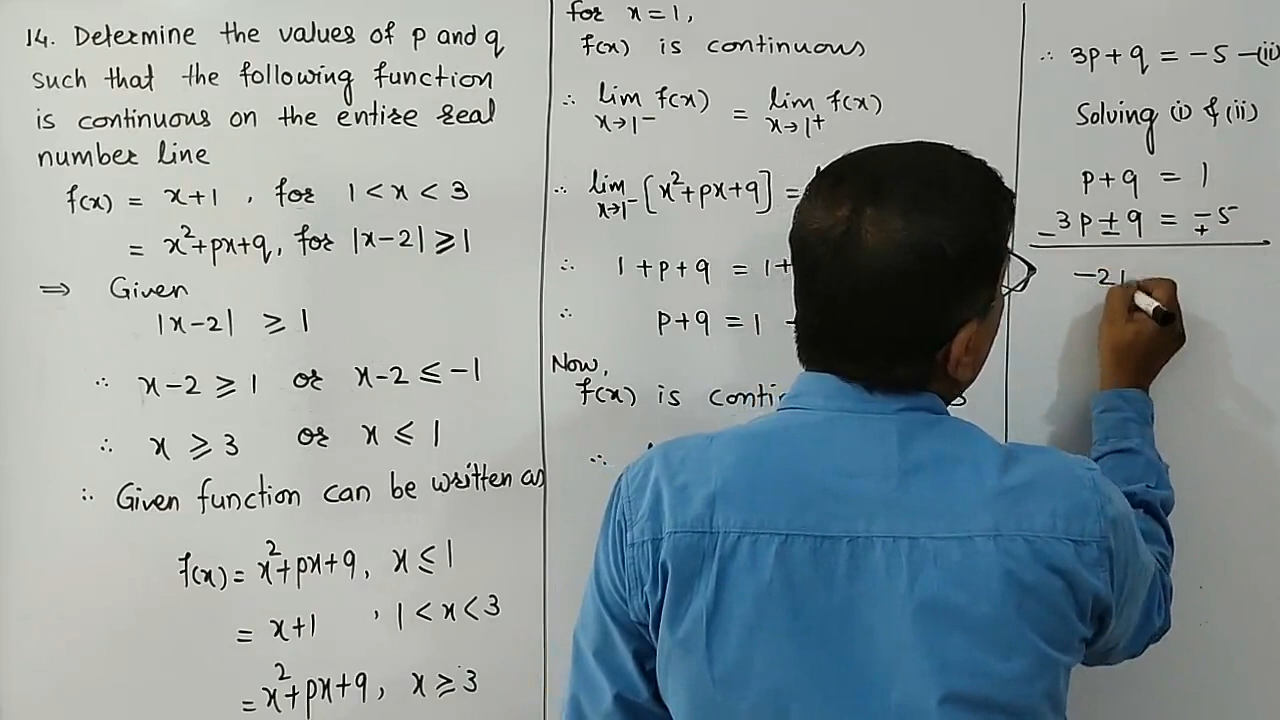 14. Determine the values of p and q
such that the following function
is continuous on the entire real
number line
f(x) = x+1 , for 1 < x < 3
= x²+px+q, for |x-2| ⩾ 1
⇒ Given
|x-2| ⩾ 1
∴ x-2 ⩾ 1 or x-2 ≤ -1
∴ x ⩾ 3 or x ≤ 1
∴ Given function can be written as
f(x) = x²+px+q, x ≤ 1
= x+1 , 1 < x < 3
= x²+px+q, x ⩾ 3
for x = 1,
f(x) is continuous
∴ lim f(x) = lim f(x)
x→1⁻ x→1⁺
∴ lim [x²+px+q] =
x→1⁻
∴ 1+p+q = 1+
∴ p+q = 1 -
Now,
f(x) is
∴
∴ 3p+q = -5 -(ii)
Solving (i) & (ii)
p+q = 1
3p+q = -5
- - +
-2